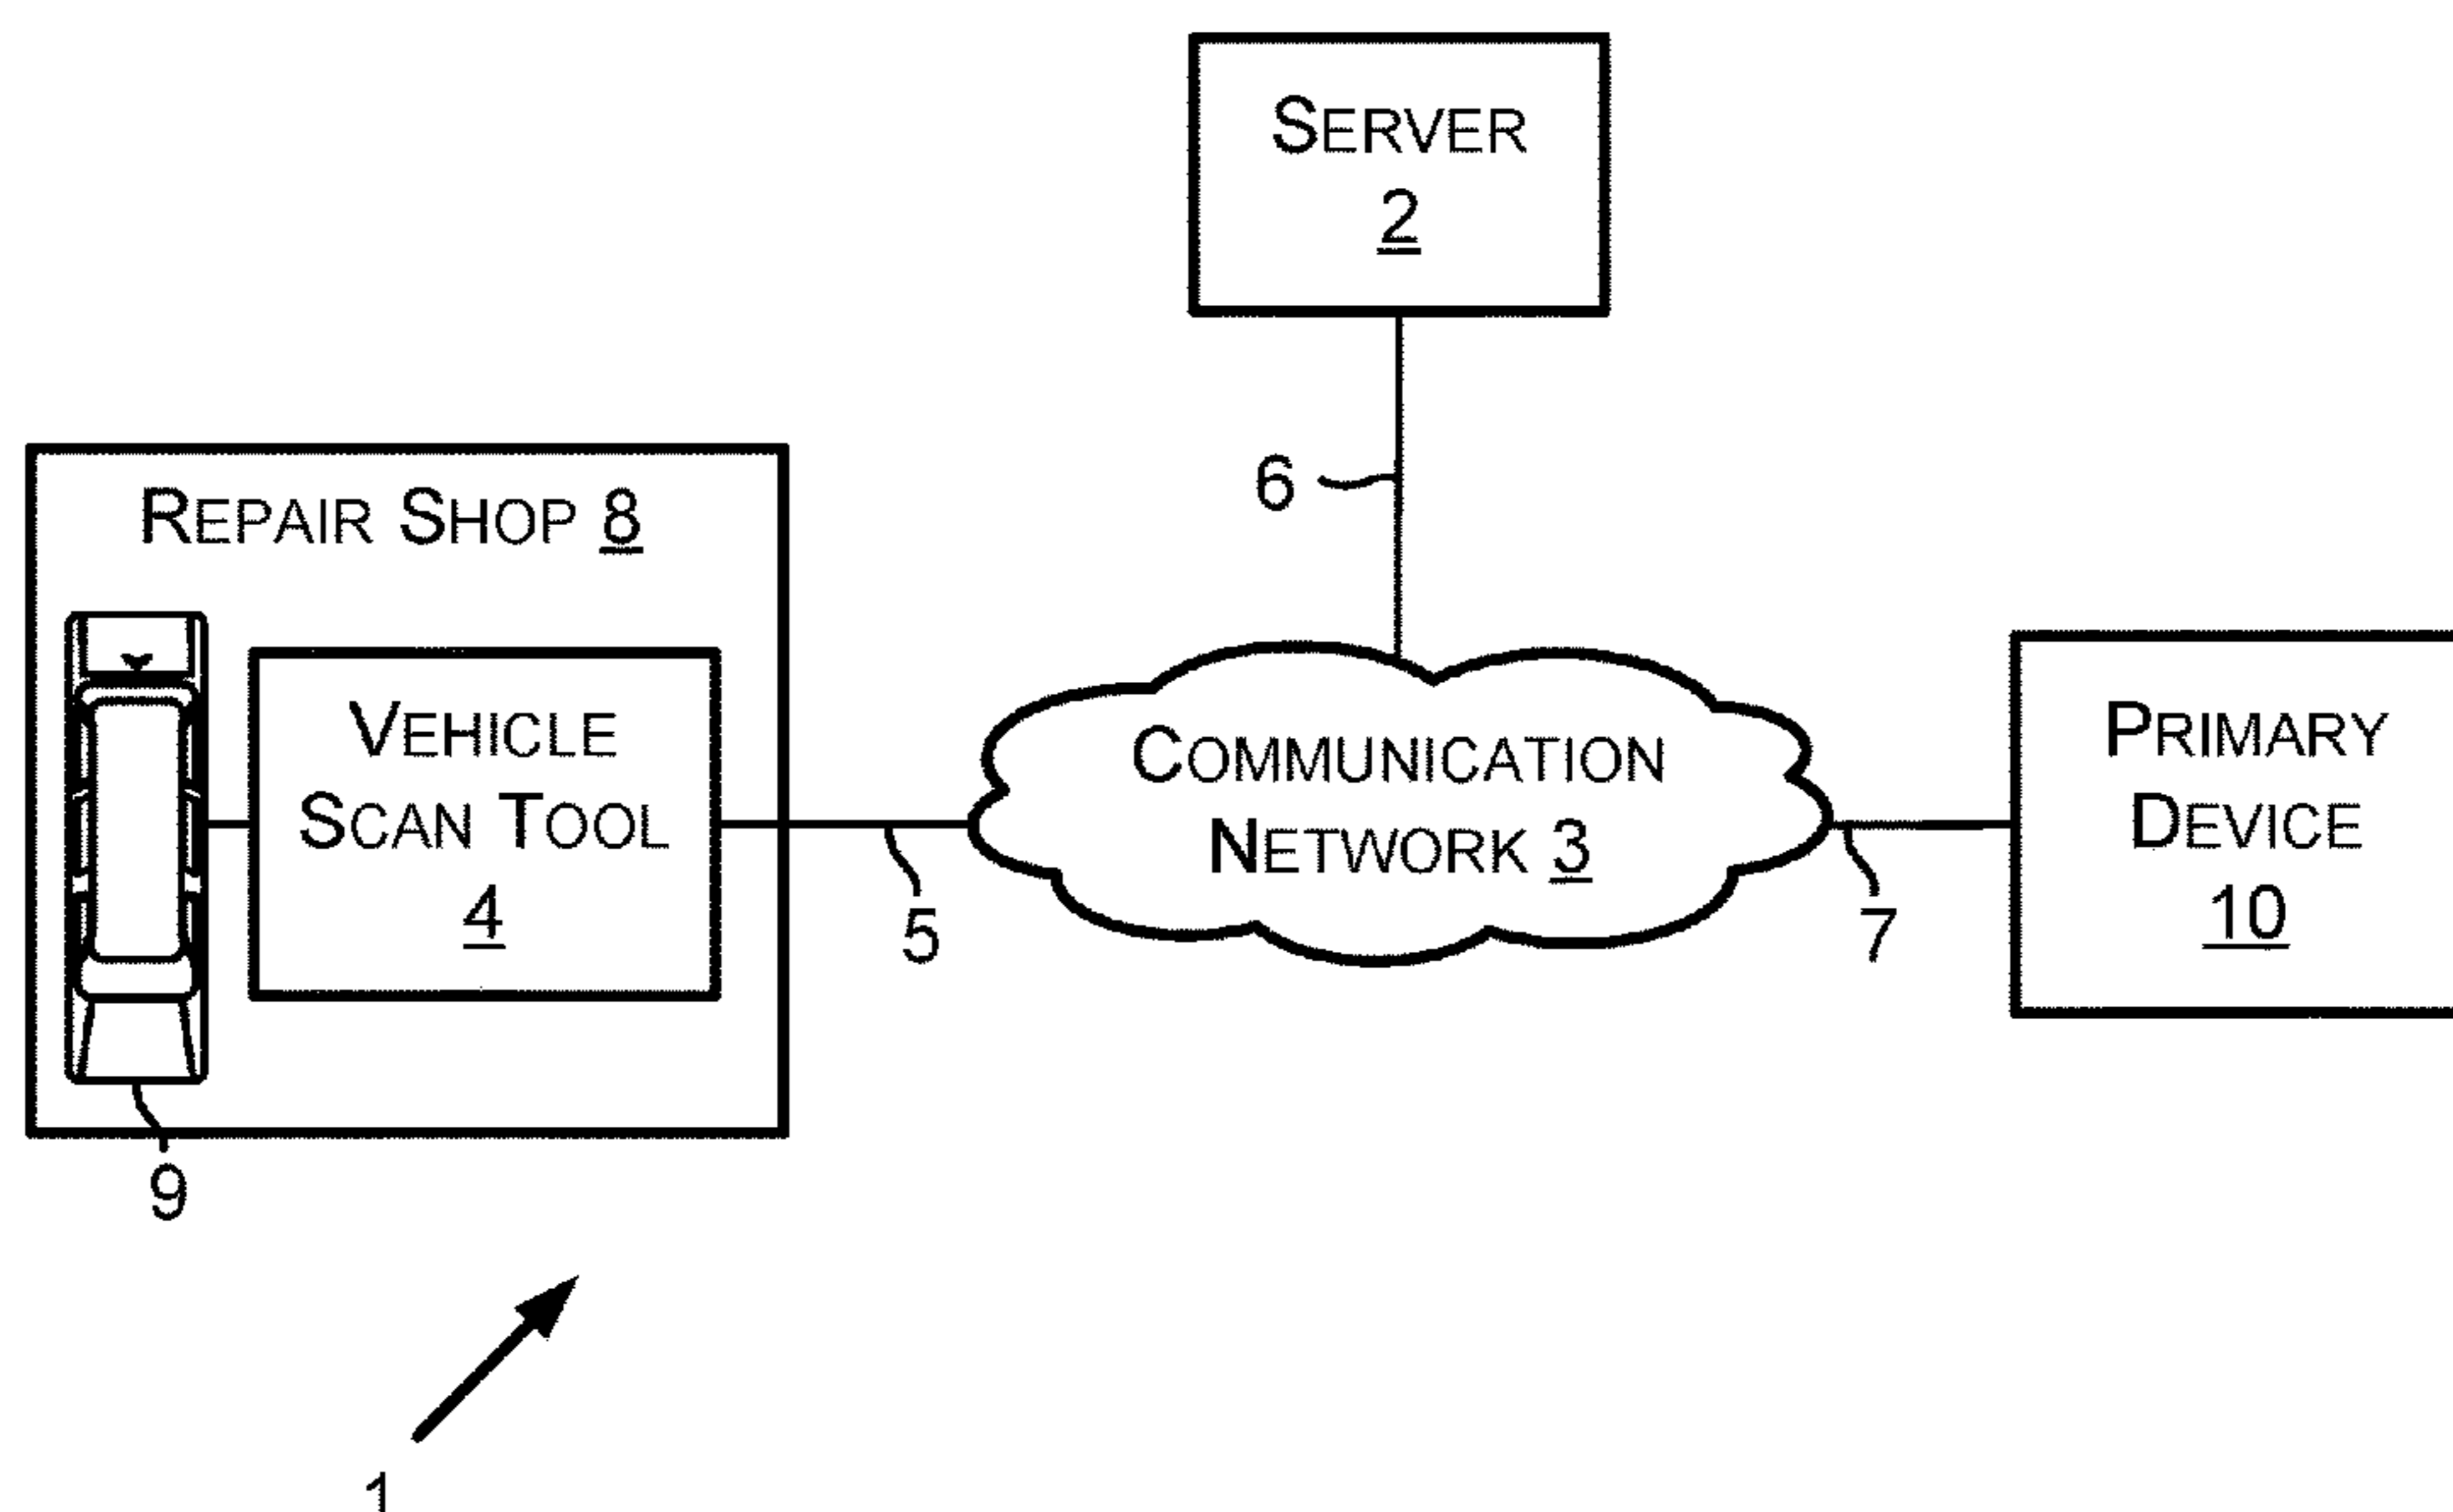 SERVER
2
6
REPAIR SHOP 8
VEHICLE
SCAN TOOL
4
5
COMMUNICATION
NETWORK 3
7
PRIMARY
DEVICE
10
9
1